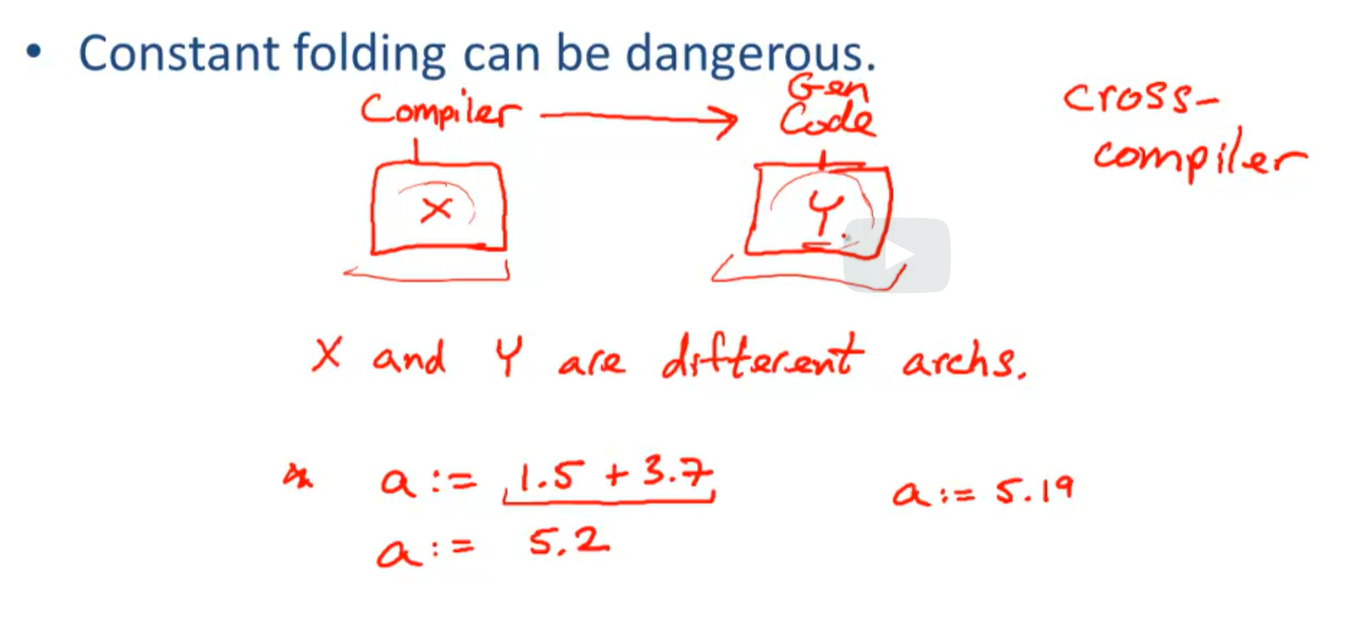 • Constant folding can be dangerous.
Compiler
Gen
Code
cross-
compiler
X
Y
X and Y are different archs.
a := 1.5 + 3.7
a := 5.19
a := 5.2